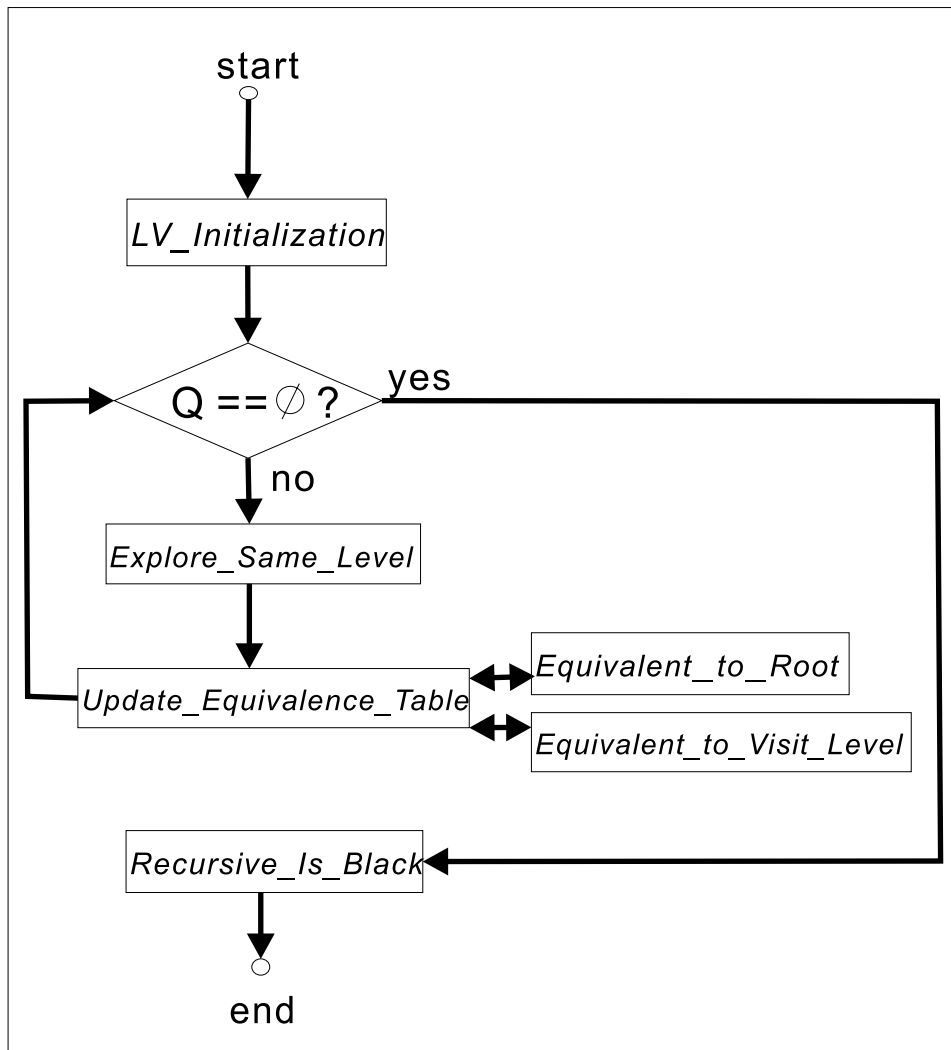 start
LV_Initialization
Q == ∅ ?
yes
no
Explore_Same_Level
Update_Equivalence_Table
Equivalent_to_Root
Equivalent_to_Visit_Level
Recursive_Is_Black
end